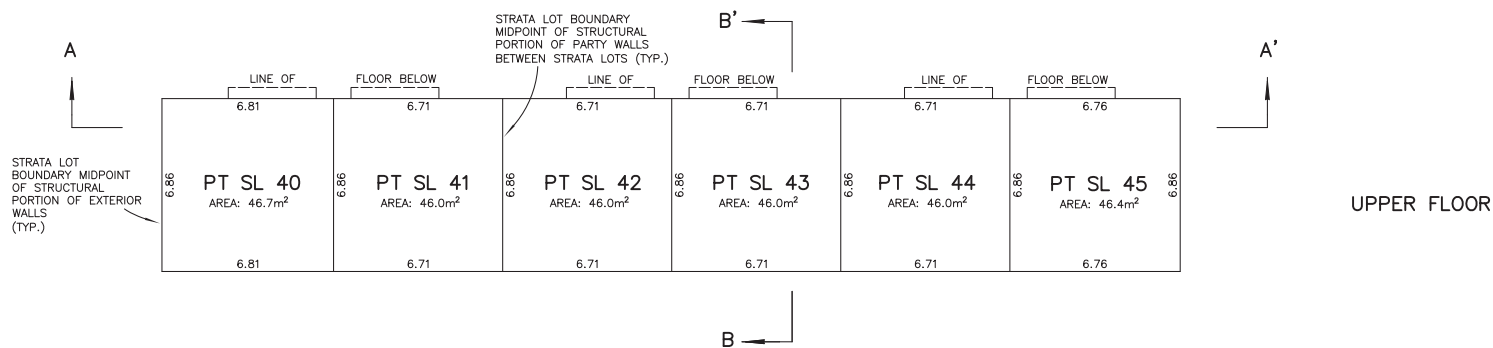 STRATA LOT BOUNDARY
MIDPOINT OF STRUCTURAL
PORTION OF PARTY WALLS
BETWEEN STRATA LOTS (TYP.)
B'
A
A'
LINE OF
FLOOR BELOW
LINE OF
FLOOR BELOW
LINE OF
FLOOR BELOW
6.81
6.71
6.71
6.71
6.71
6.76
STRATA LOT
BOUNDARY MIDPOINT
OF STRUCTURAL
PORTION OF EXTERIOR
WALLS
(TYP.)
6.86
PT SL 40
AREA: 46.7m²
6.86
PT SL 41
AREA: 46.0m²
6.86
PT SL 42
AREA: 46.0m²
6.86
PT SL 43
AREA: 46.0m²
6.86
PT SL 44
AREA: 46.0m²
6.86
PT SL 45
AREA: 46.4m²
6.86
UPPER FLOOR
6.81
6.71
6.71
6.71
6.71
6.76
B